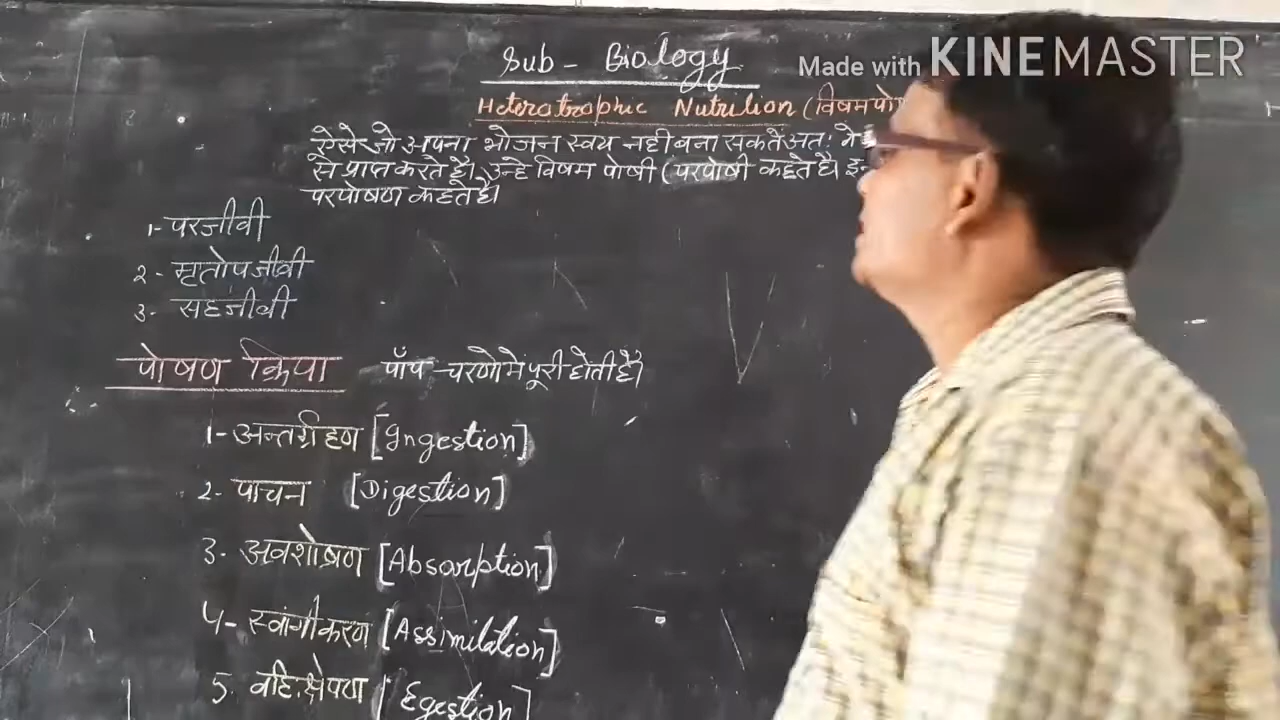 Sub - Biology
Made with KINEMASTER
Heterotrophic Nutrition (विषमपो
ऐसे जो अपना भोजन स्वयं नही बना सकते अतः ये
से प्राप्त करते है। उन्हे विषम पोषी (परपोषी कहते है। इन
परपोषण कहते है।
1- परजीवी
2- मृतोपजीवी
3- सहजीवी
पोषण क्रिया पाँच चरणो मे पूरी होती है।
1- अन्तर्ग्रहण [Ingestion]
2- पाचन [Digestion]
3- अवशोषण [Absorption]
4- स्वांगीकरण [Assimilation]
5. वहिःक्षेपण [Egestion]